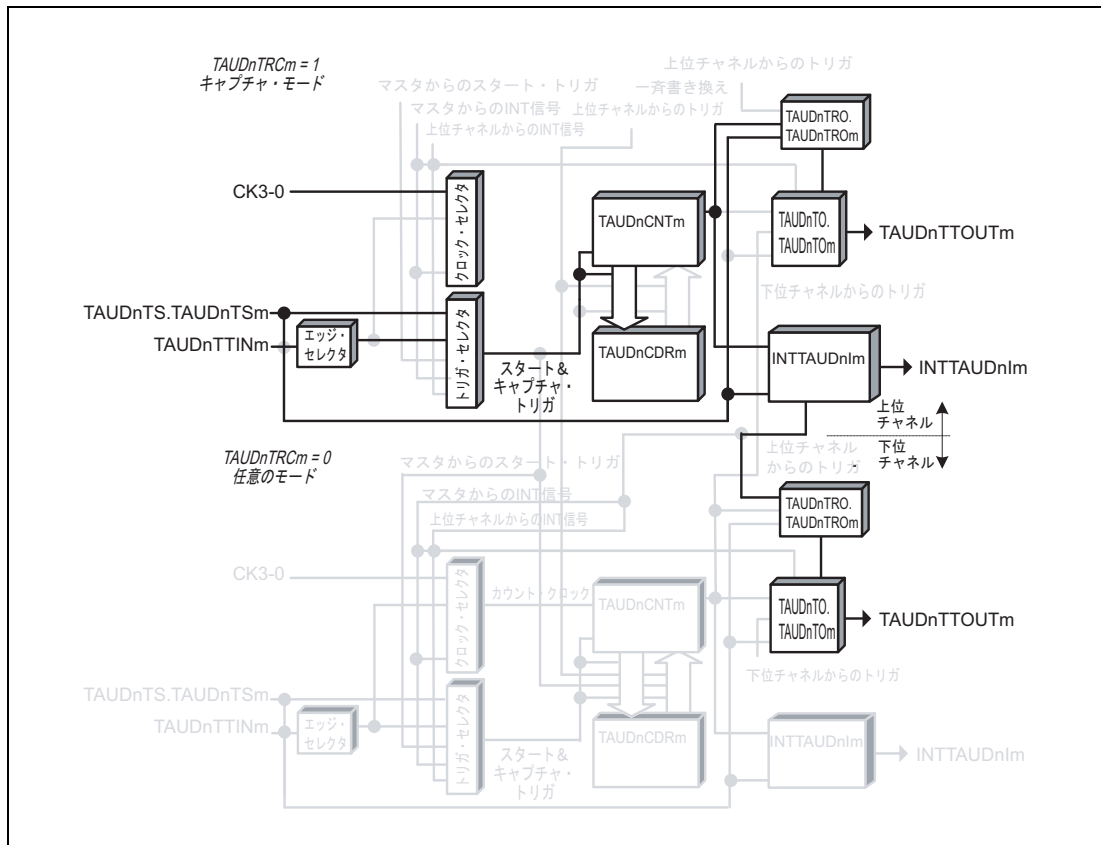 TAUDnTRCm = 1
キャプチャ・モード
上位チャネルからのトリガ
マスタからのスタート・トリガ
一斉書き換え
マスタからのINT信号
上位チャネルからのトリガ
上位チャネルからのINT信号
TAUDnTRO.
TAUDnTROm
CK3-0
クロック・セレクタ
TAUDnCNTm
TAUDnTO.
TAUDnTOm
TAUDnTTOUTm
下位チャネルからのトリガ
TAUDnTS.TAUDnTSm
TAUDnTTINm
エッジ・
セレクタ
トリガ・セレクタ
スタート&
キャプチャ・
トリガ
TAUDnCDRm
INTTAUDnIm
INTTAUDnIm
上位
チャネル
下位
チャネル
TAUDnTRCm = 0
任意のモード
マスタからのスタート・トリガ
上位チャネル
からのトリガ
マスタからのINT信号
上位チャネルからのINT信号
TAUDnTRO.
TAUDnTROm
CK3-0
クロック・セレクタ
カウント・クロック
TAUDnCNTm
TAUDnTO.
TAUDnTOm
TAUDnTTOUTm
下位チャネルからのトリガ
TAUDnTS.TAUDnTSm
TAUDnTTINm
エッジ・
セレクタ
トリガ・セレクタ
スタート&
キャプチャ・
トリガ
TAUDnCDRm
INTTAUDnIm
INTTAUDnIm